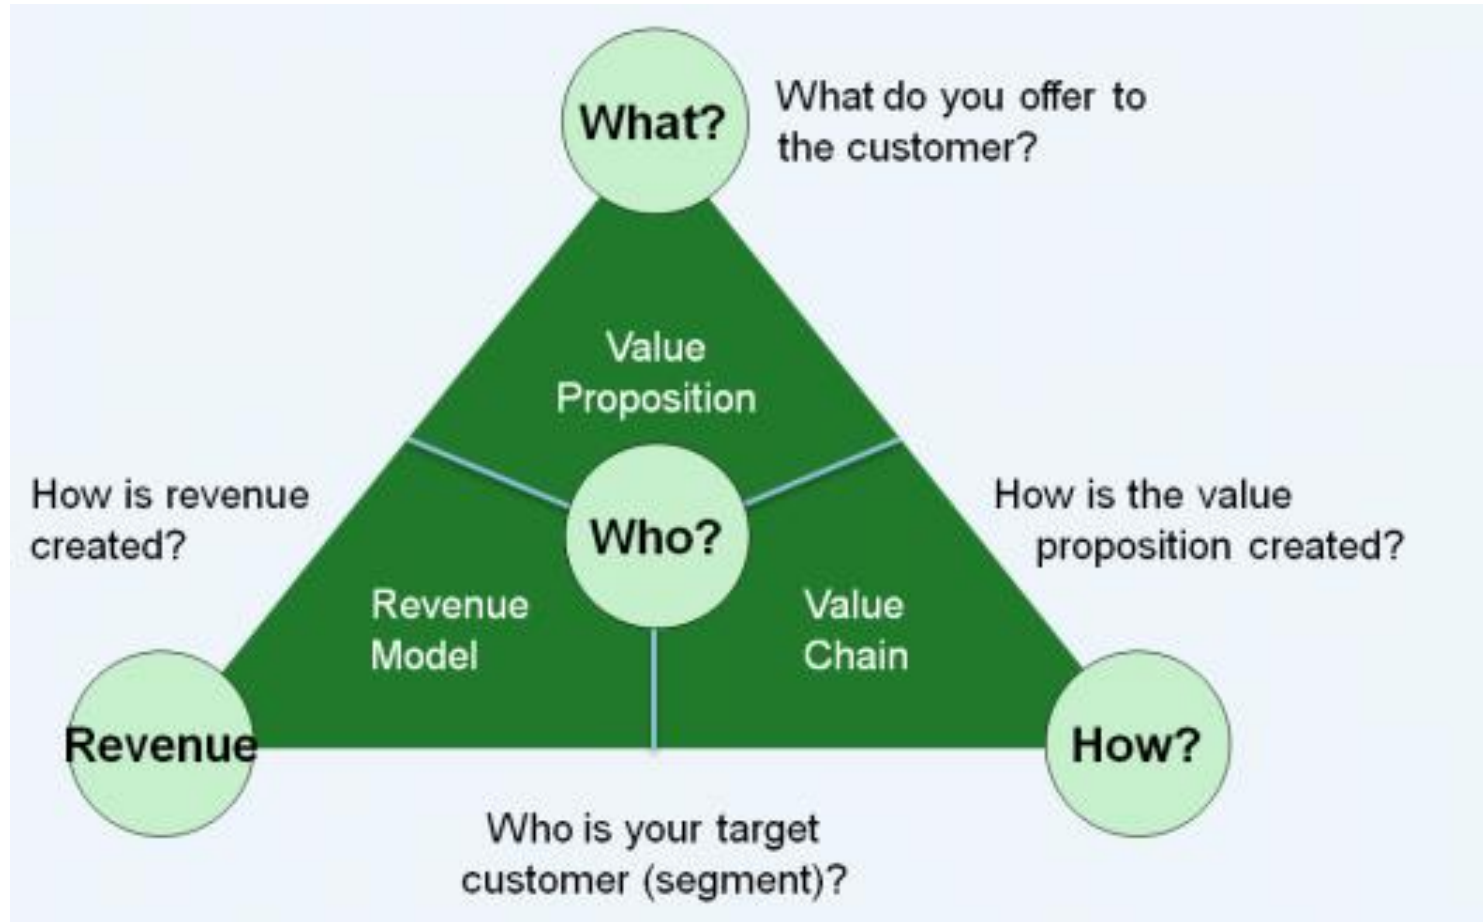 What?
What do you offer to
the customer?
Value
Proposition
How is revenue
created?
Who?
How is the value
proposition created?
Revenue
Model
Value
Chain
Revenue
How?
Who is your target
customer (segment)?